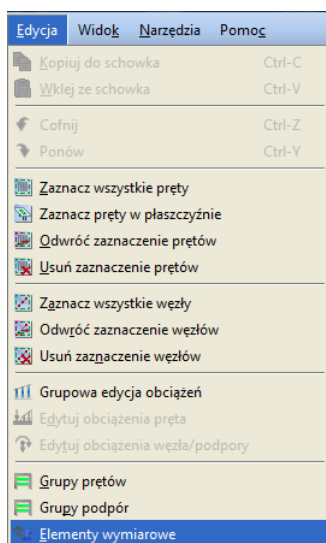 Edycja Widok Narzędzia Pomoc
Kopiuj do schowka Ctrl-C
Wklej ze schowka Ctrl-V
Cofnij Ctrl-Z
Ponów Ctrl-Y
Zaznacz wszystkie pręty
Zaznacz pręty w płaszczyźnie
Odwróć zaznaczenie prętów
Usuń zaznaczenie prętów
Zaznacz wszystkie węzły
Odwróć zaznaczenie węzłów
Usuń zaznaczenie węzłów
Grupowa edycja obciążeń
Edytuj obciążenia pręta
Edytuj obciążenia węzła/podpory
Grupy prętów
Grupy podpór
Elementy wymiarowe